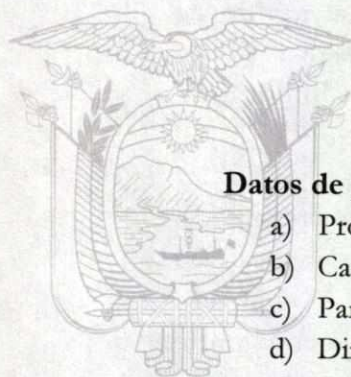 Datos de
a) Pro
b) Ca
c) Par
d) Di